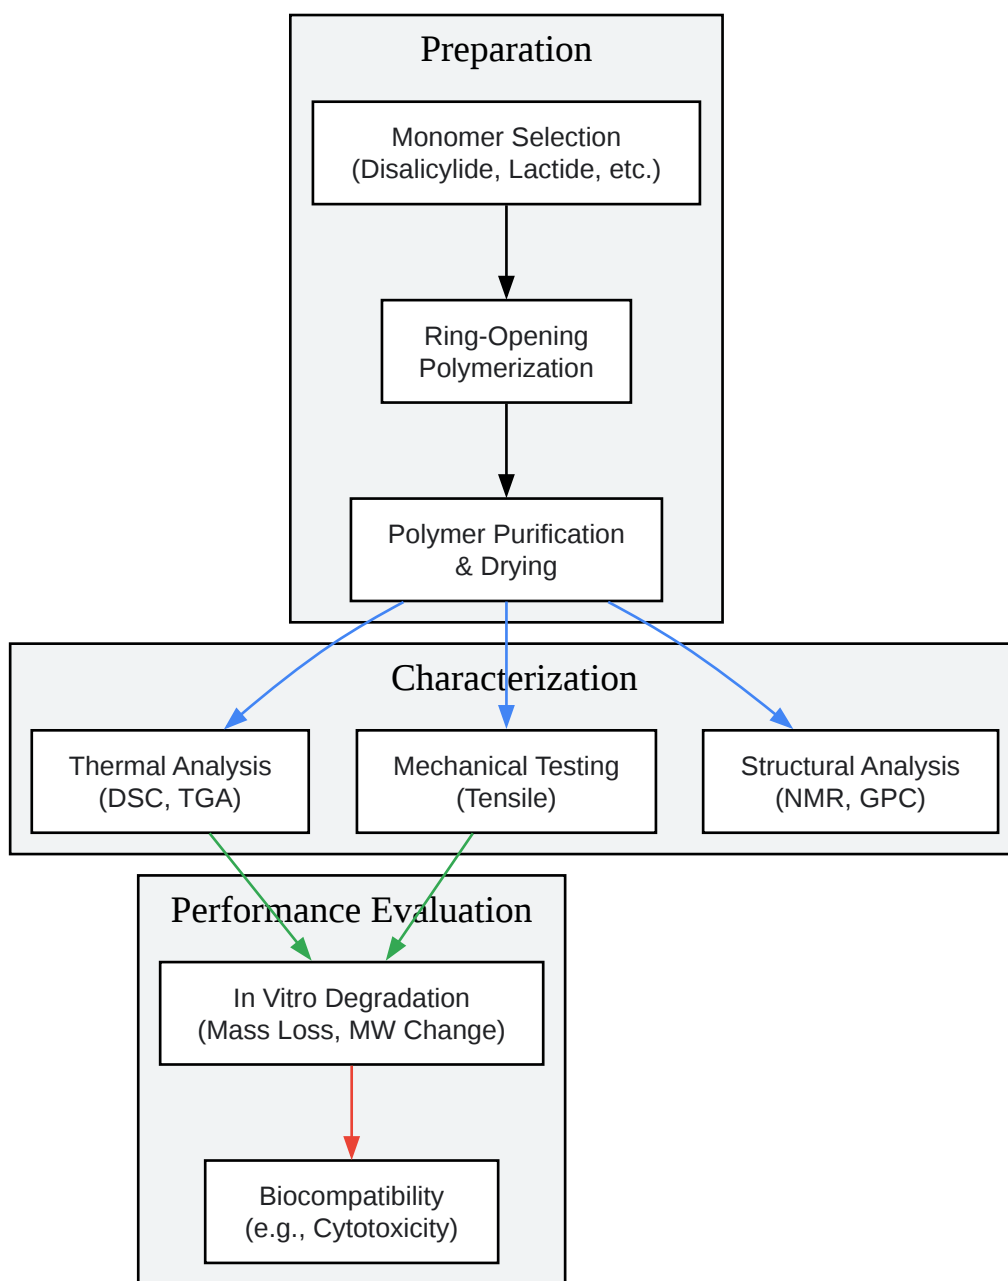 Preparation
Monomer Selection
(Disalicylide, Lactide, etc.)
Ring-Opening
Polymerization
Polymer Purification
& Drying
Characterization
Thermal Analysis
(DSC, TGA)
Mechanical Testing
(Tensile)
Structural Analysis
(NMR, GPC)
Performance Evaluation
In Vitro Degradation
(Mass Loss, MW Change)
Biocompatibility
(e.g., Cytotoxicity)